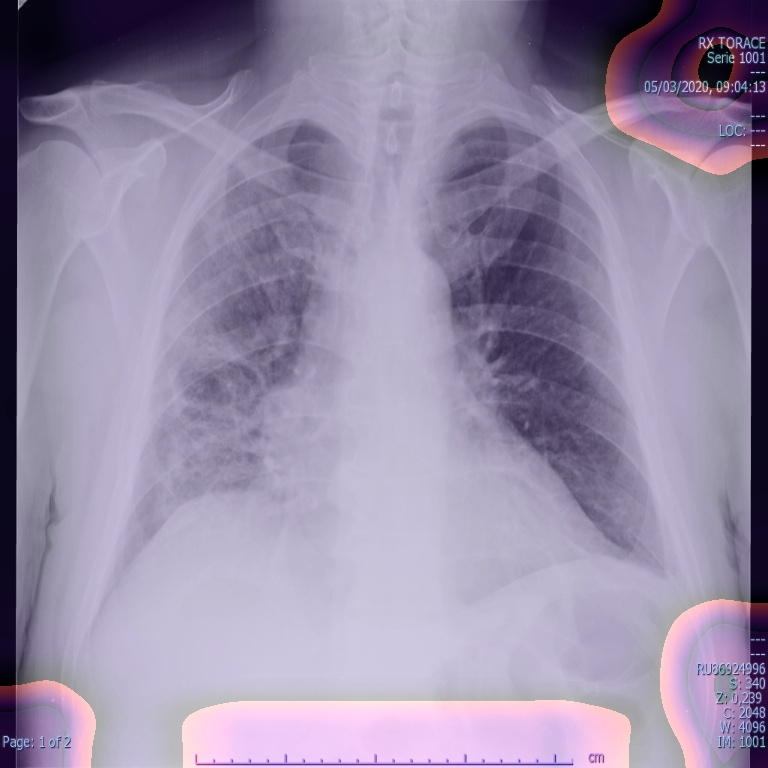 RX TORACE
Serie 1001
---
05/03/2020, 09:04:13
---
LOC: ---
---
---
---
RU86924996
S: 340
Z: 0,239
C: 2048
W: 4096
IM: 1001
Page: 1 of 2
cm